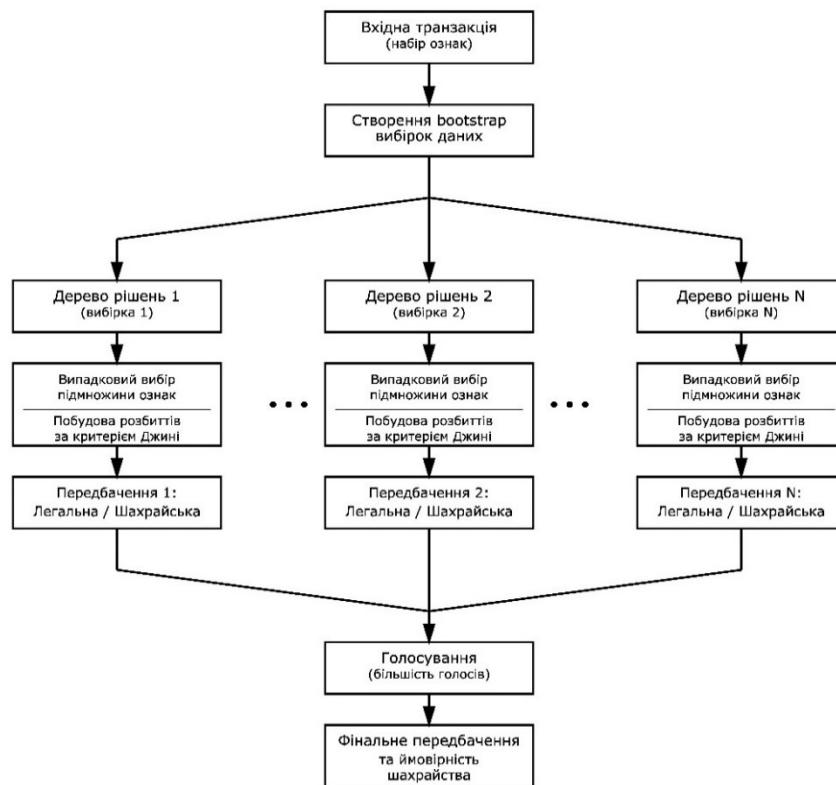 Вхідна транзакція
(набір ознак)
Створення bootstrap
вибірок даних
Дерево рішень 1
(вибірка 1)
Дерево рішень 2
(вибірка 2)
Дерево рішень N
(вибірка N)
Випадковий вибір
підмножини ознак
Побудова розбиттів
за критерієм Джині
...
Випадковий вибір
підмножини ознак
Побудова розбиттів
за критерієм Джині
...
Випадковий вибір
підмножини ознак
Побудова розбиттів
за критерієм Джині
Передбачення 1:
Легальна / Шахрайська
Передбачення 2:
Легальна / Шахрайська
Передбачення N:
Легальна / Шахрайська
Голосування
(більшість голосів)
Фінальне передбачення
та ймовірність
шахрайства